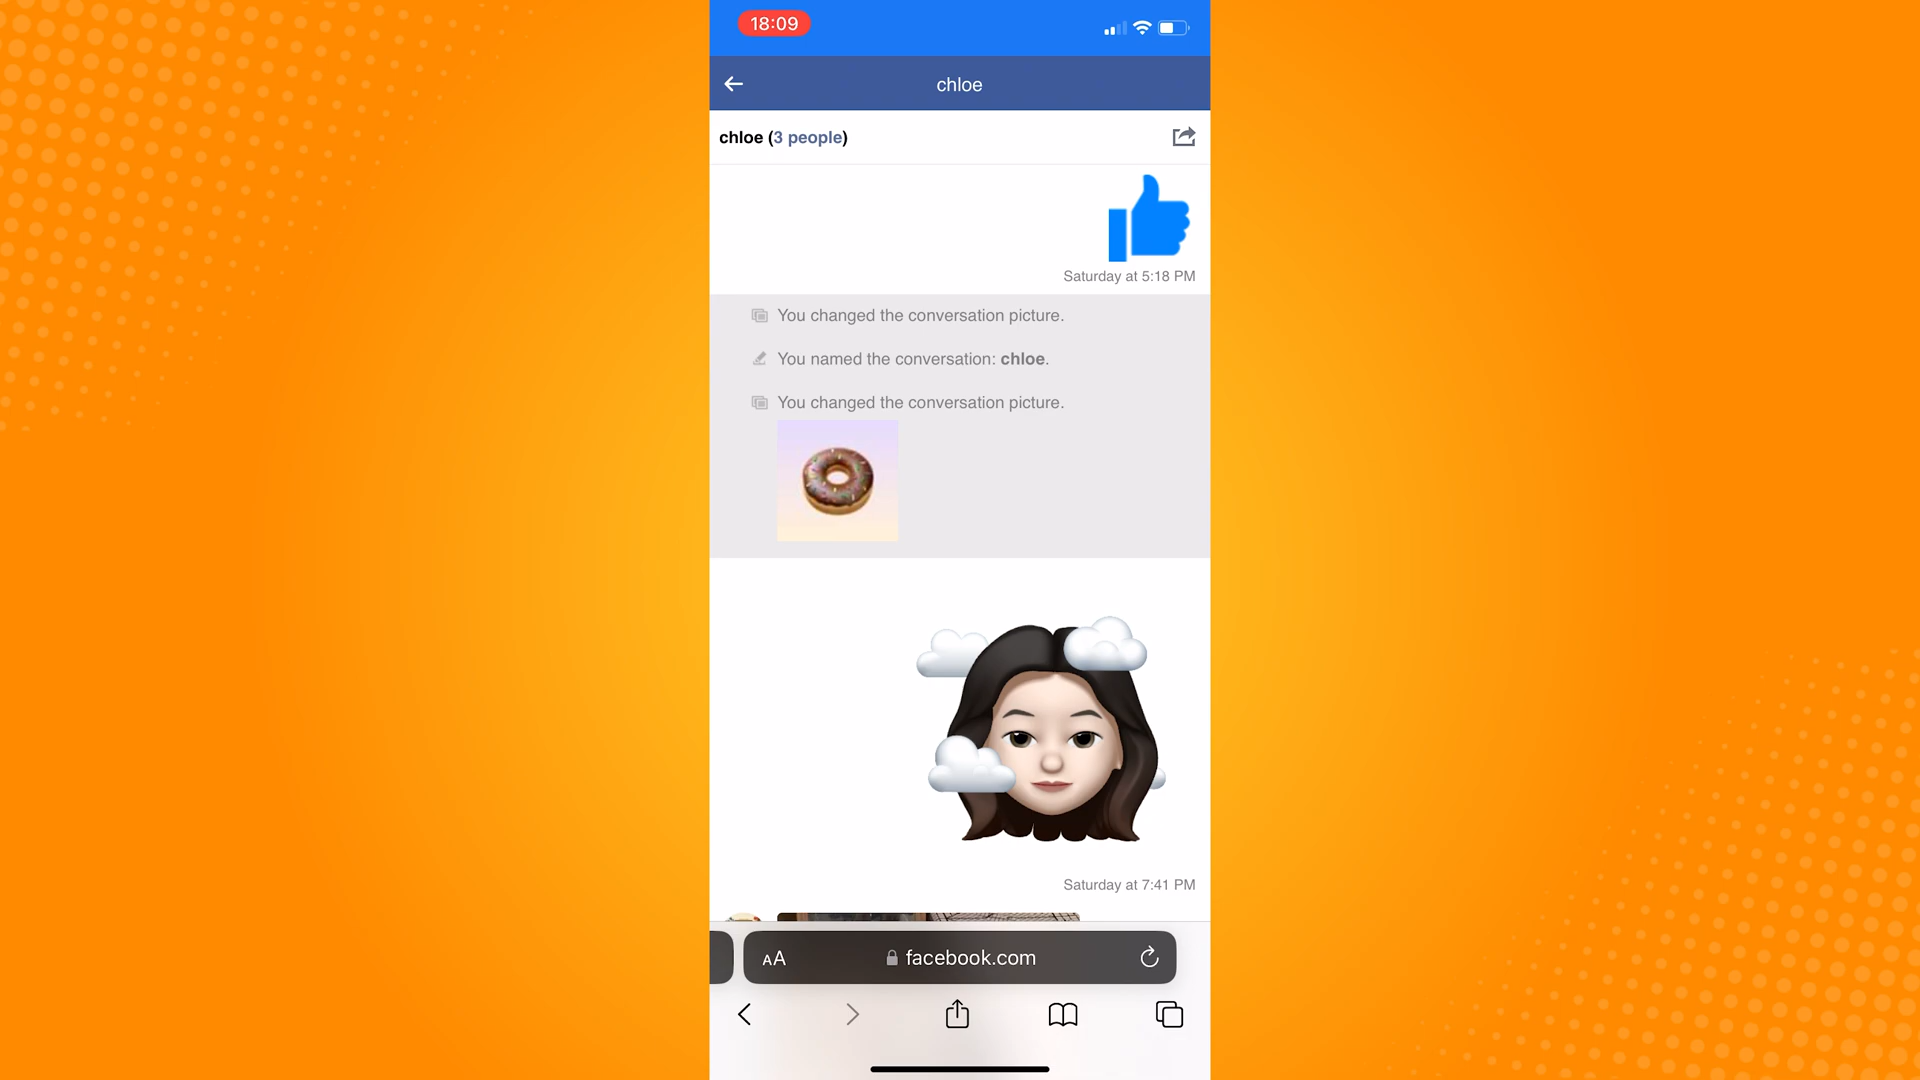 18:09
chloe
chloe (3 people)
Saturday at 5:18 PM
You changed the conversation picture.
You named the conversation: chloe.
You changed the conversation picture.
Saturday at 7:41 PM
AA
facebook.com